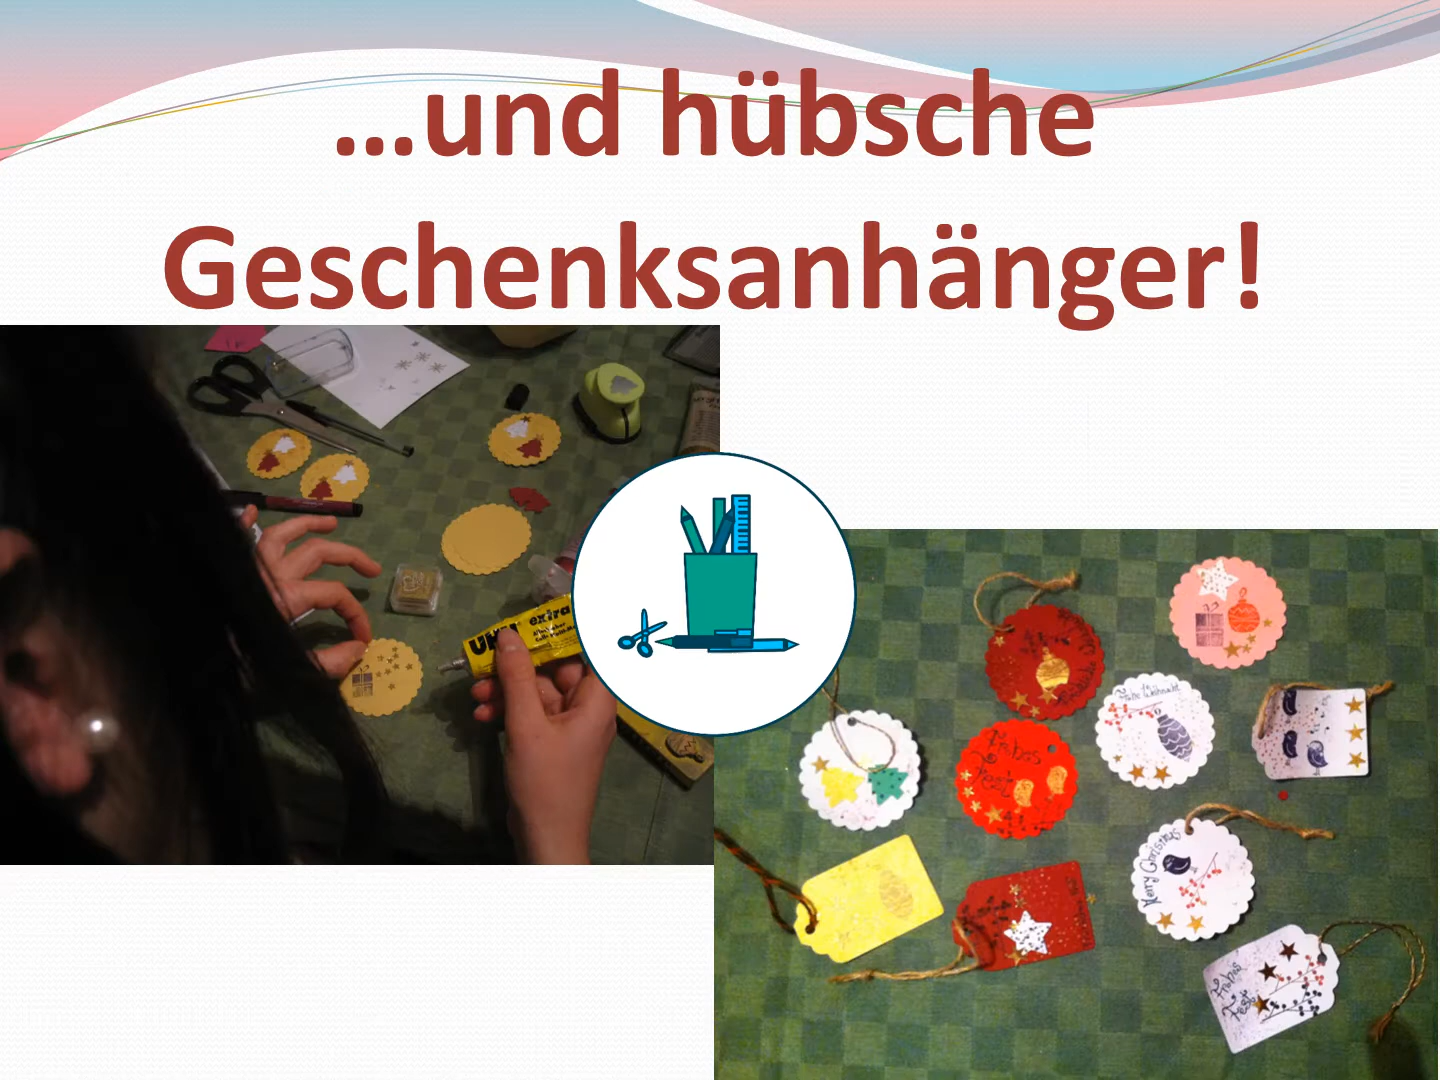 ...und hübsche
Geschenksanhänger!
UHU extra
Frohes
Fest
Frohe Weihnacht
Merry Christmas
Frohes
Fest